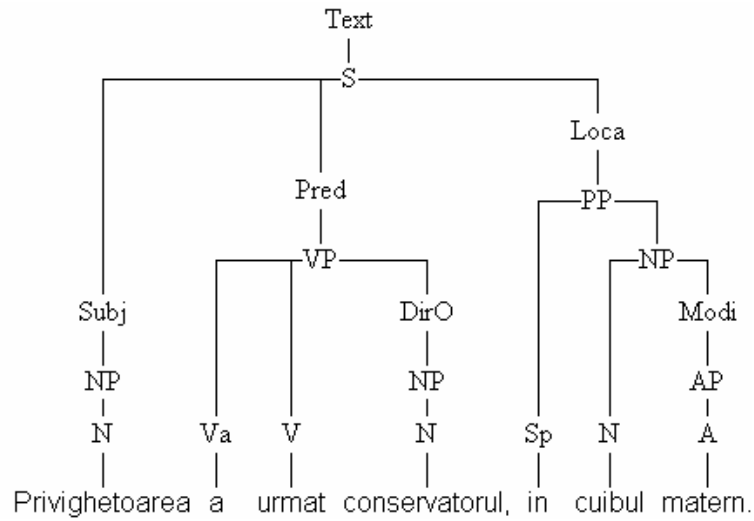 Text
S
Loca
Pred PP
VP NP
Subj DirO Modi
NP NP AP
N Va V N Sp N A
Privighetoarea a urmat conservatorul, in cuibul matern.